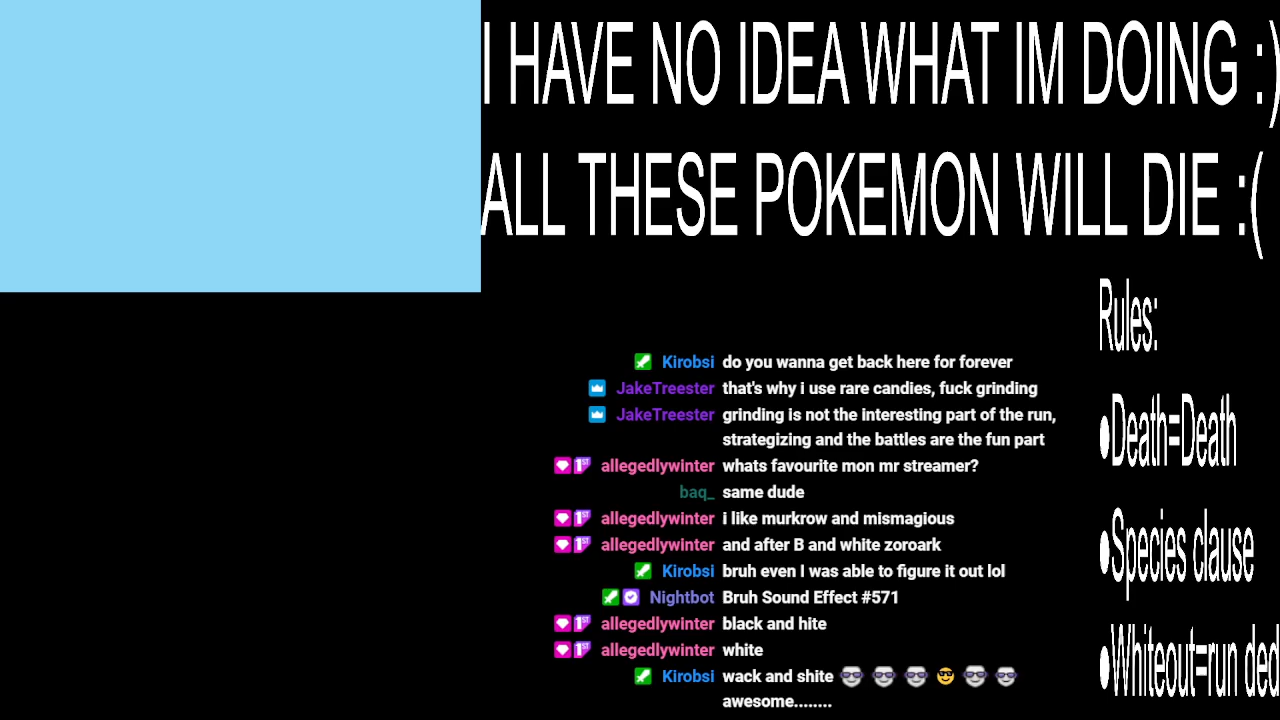 I HAVE NO IDEA WHAT IM DOING :)
ALL THESE POKEMON WILL DIE :(
Rules:
•Death=Death
•Species clause
•Whiteout=run ded
Kirobsi do you wanna get back here for forever
JakeTreester that's why i use rare candies, fuck grinding
JakeTreester grinding is not the interesting part of the run,
strategizing and the battles are the fun part
allegedlywinter whats favourite mon mr streamer?
baq_ same dude
allegedlywinter i like murkrow and mismagious
allegedlywinter and after B and white zoroark
Kirobsi bruh even I was able to figure it out lol
Nightbot Bruh Sound Effect #571
allegedlywinter black and hite
allegedlywinter white
Kirobsi wack and shite 😎
awesome........